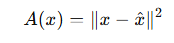 A(x) = ‖x − x̂‖²